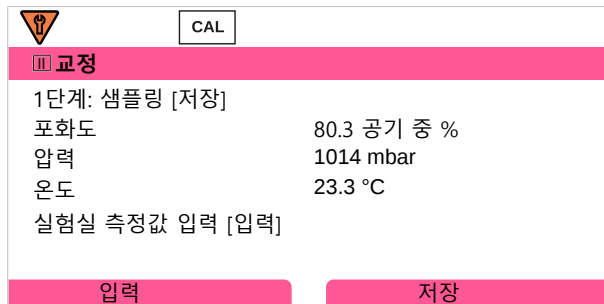 CAL
Ⅱ 교정
1단계: 샘플링 [저장]
포화도 80.3 공기 중 %
압력 1014 mbar
온도 23.3 °C
실험실 측정값 입력 [입력]
입력 저장